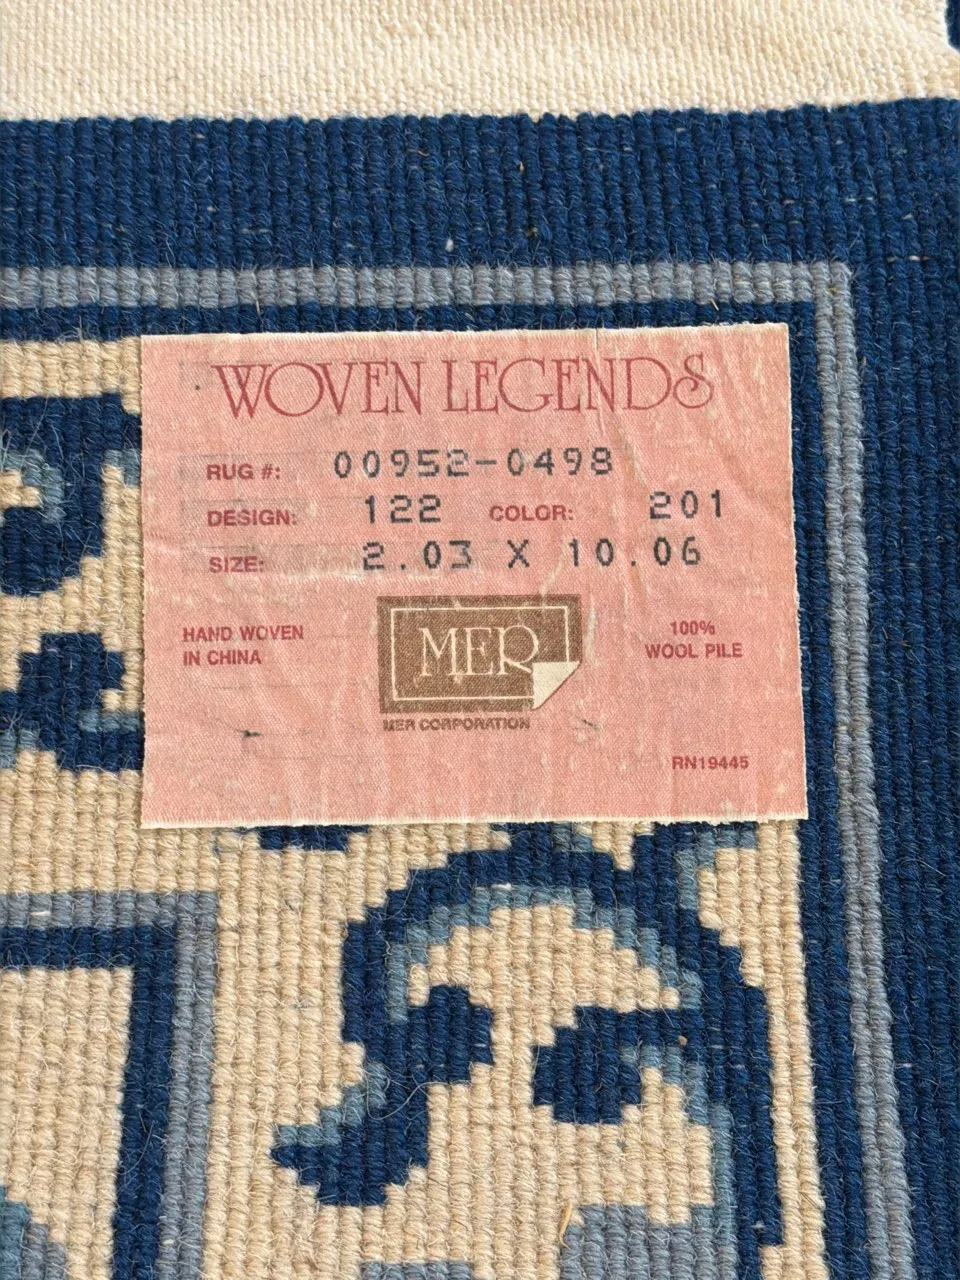 WOVEN LEGENDS
RUG #: 00952-0498
DESIGN: 122 COLOR: 201
SIZE: 2.03 X 10.06
HAND WOVEN
IN CHINA
MER
MER CORPORATION
100%
WOOL PILE
RN19445